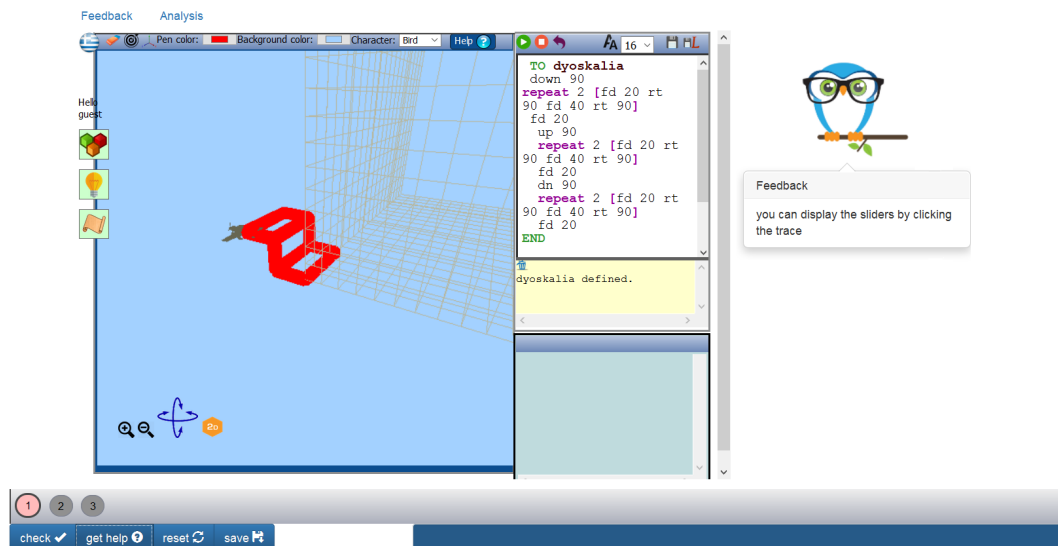 Feedback Analysis
Pen color: Background color: Character: Bird Help ?
16
L
Hello
guest
TO dyoskalia
down 90
repeat 2 [fd 20 rt
90 fd 40 rt 90]
fd 20
up 90
repeat 2 [fd 20 rt
90 fd 40 rt 90]
fd 20
dn 90
repeat 2 [fd 20 rt
90 fd 40 rt 90]
fd 20
END
dyoskalia defined.
2D
Feedback
you can display the sliders by clicking
the trace
1 2 3
check get help ? reset save